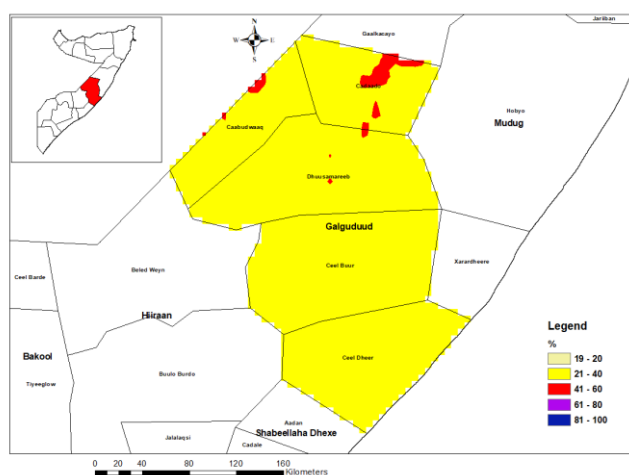 Jariiban
Gaalkacayo
N
W E
S
Hobyo
Mudug
Caabudwaaq
Dhuusamareeb
Galguduud
Ceel Buur
Xarardheere
Beled Weyn
Ceel Barde
Hiiraan
Bakool
Tiyeeglow
Buulo Burdo
Ceel Dheer
Aadan
Shabeellaha Dhexe
Jalalaqsi
Cadale
Legend
%
19 - 20
21 - 40
41 - 60
61 - 80
81 - 100
0 20 40 80 120 160
Kilometers